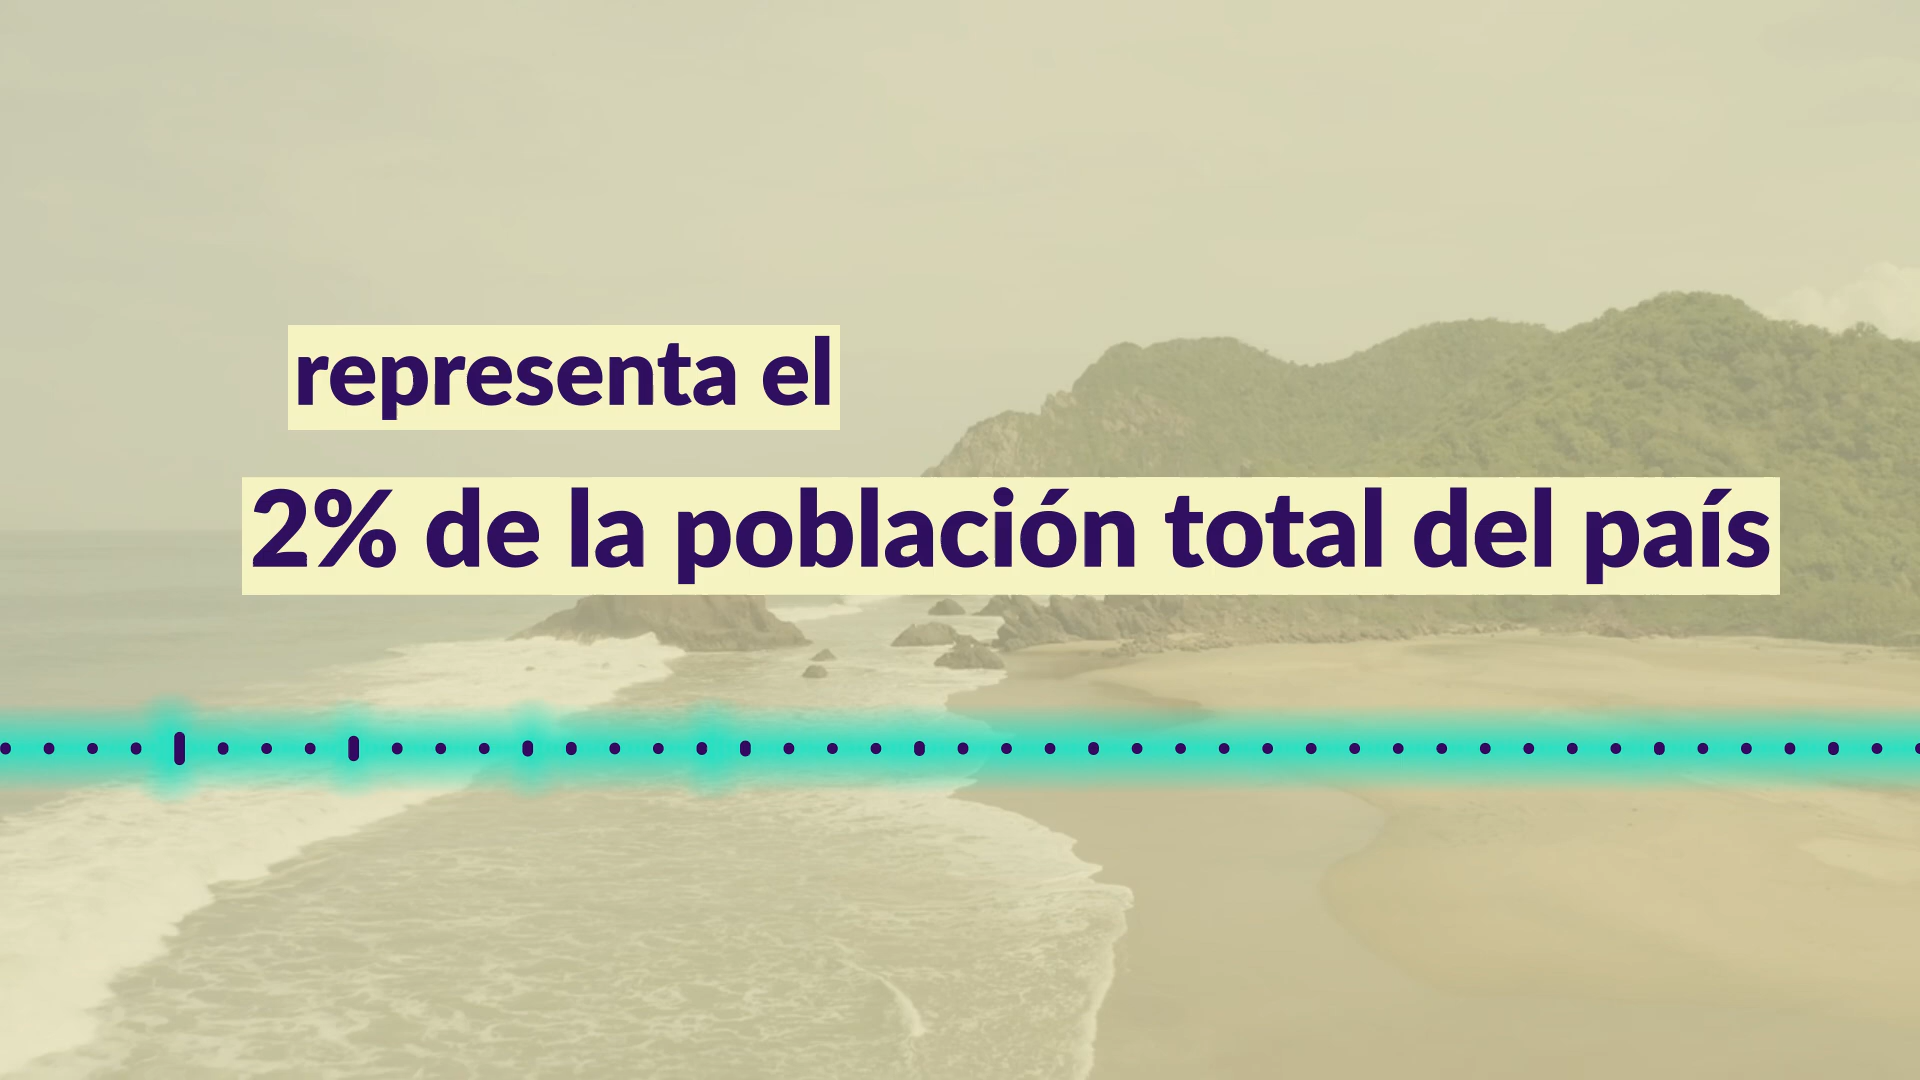 representa el
2% de la población total del país